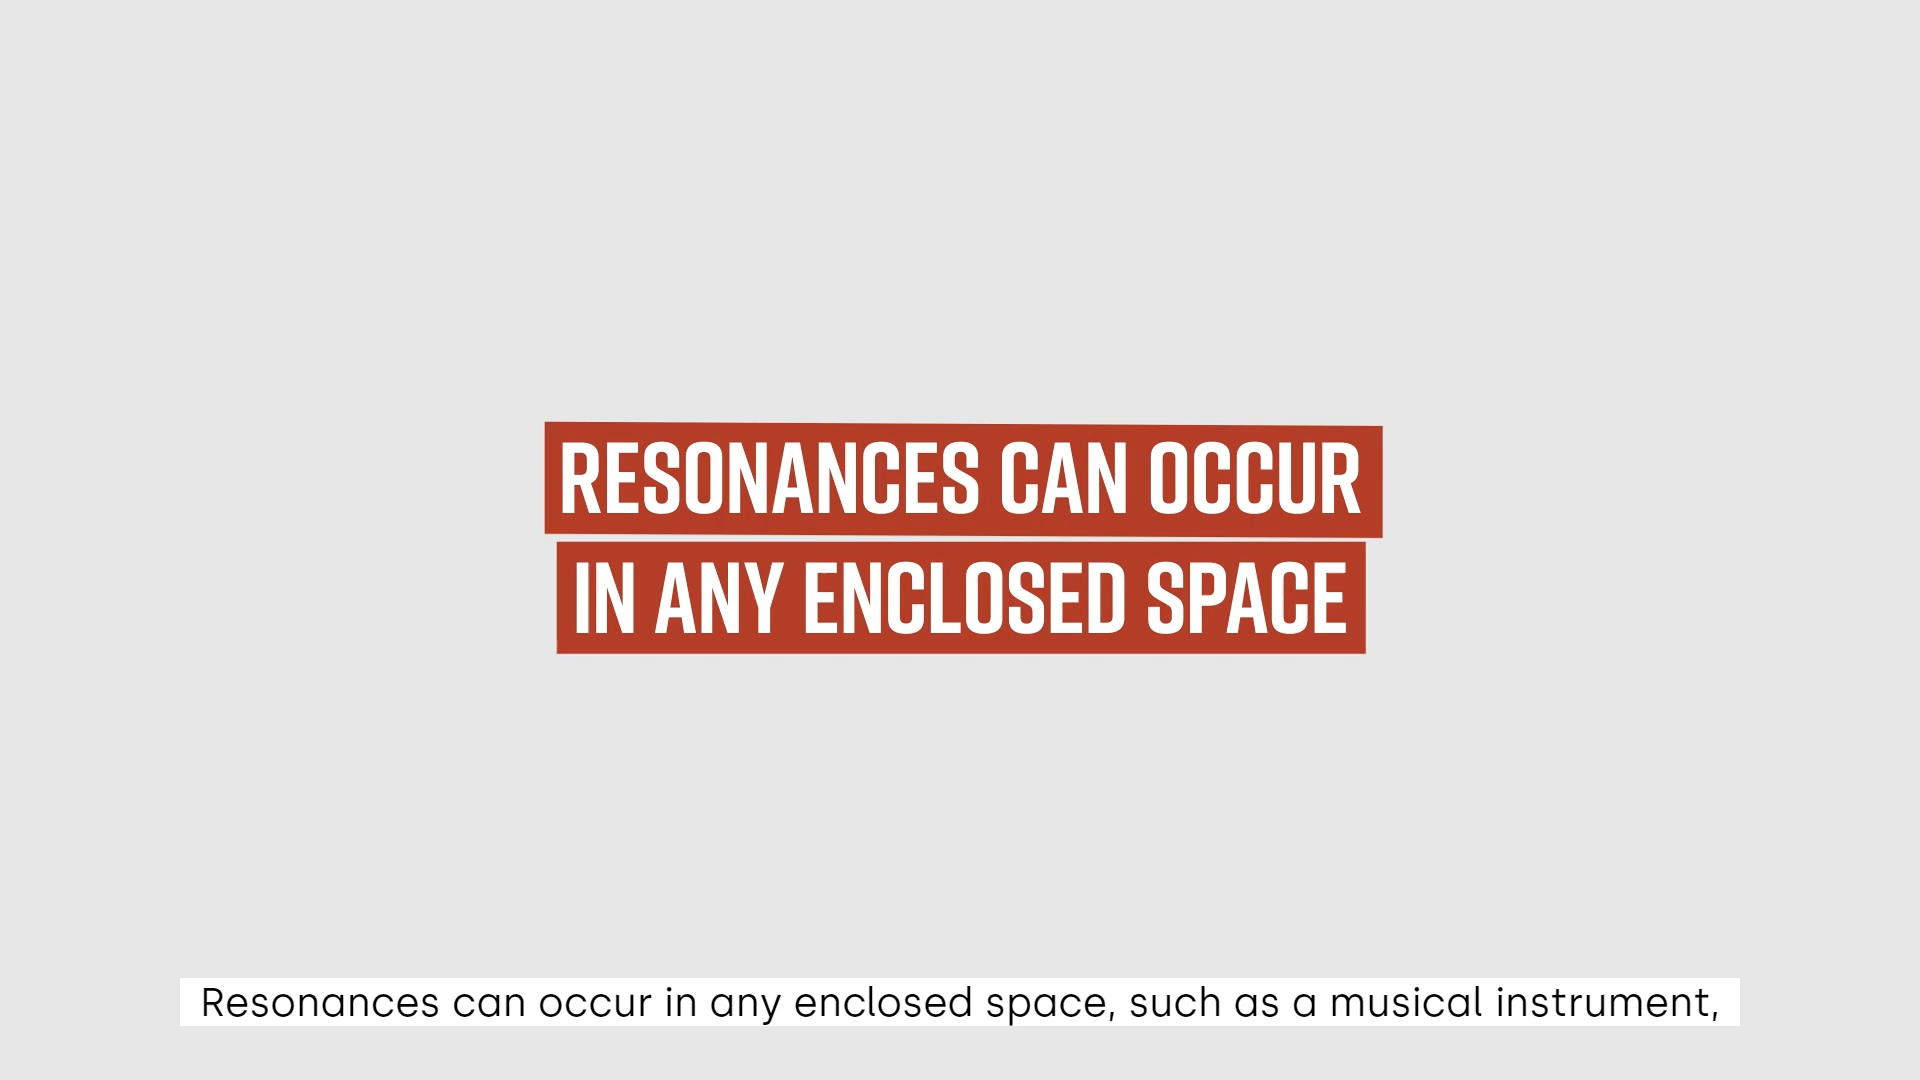 RESONANCES CAN OCCUR
IN ANY ENCLOSED SPACE
Resonances can occur in any enclosed space, such as a musical instrument,